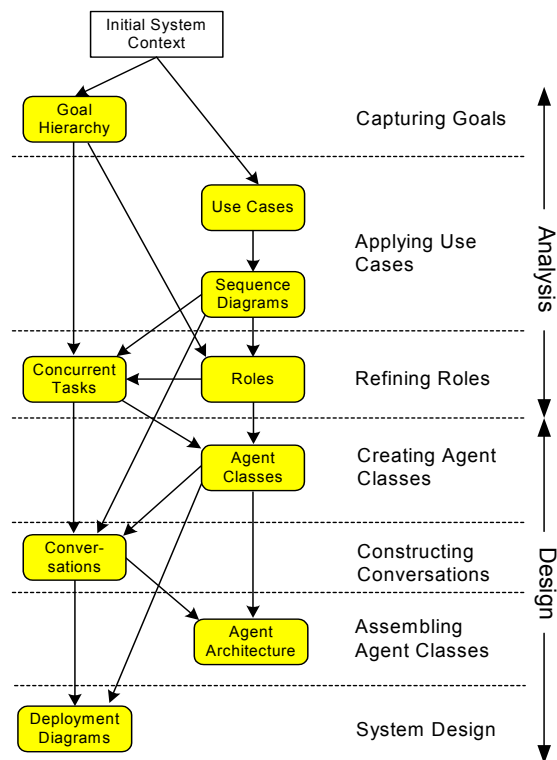 Initial System
Context
Goal
Hierarchy
Capturing Goals
Use Cases
Applying Use
Cases
Sequence
Diagrams
Analysis
Concurrent
Tasks
Roles
Refining Roles
Agent
Classes
Creating Agent
Classes
Conver-
sations
Constructing
Conversations
Design
Agent
Architecture
Assembling
Agent Classes
Deployment
Diagrams
System Design